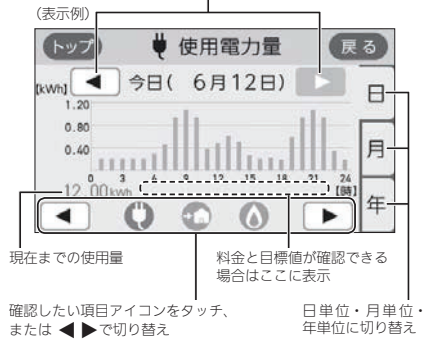 (表示例)
トップ 使用電力量 戻る
[kWh] ◀ 今日( 6月12日) ▶ 日
1.20
0.80
0.40
月
0 3 6 9 12 15 18 21 24
12.00kwh [時]
年
◀ ▶
現在までの使用量
料金と目標値が確認できる
場合はここに表示
確認したい項目アイコンをタッチ、
または ◀ ▶で切り替え
日単位・月単位・
年単位に切り替え